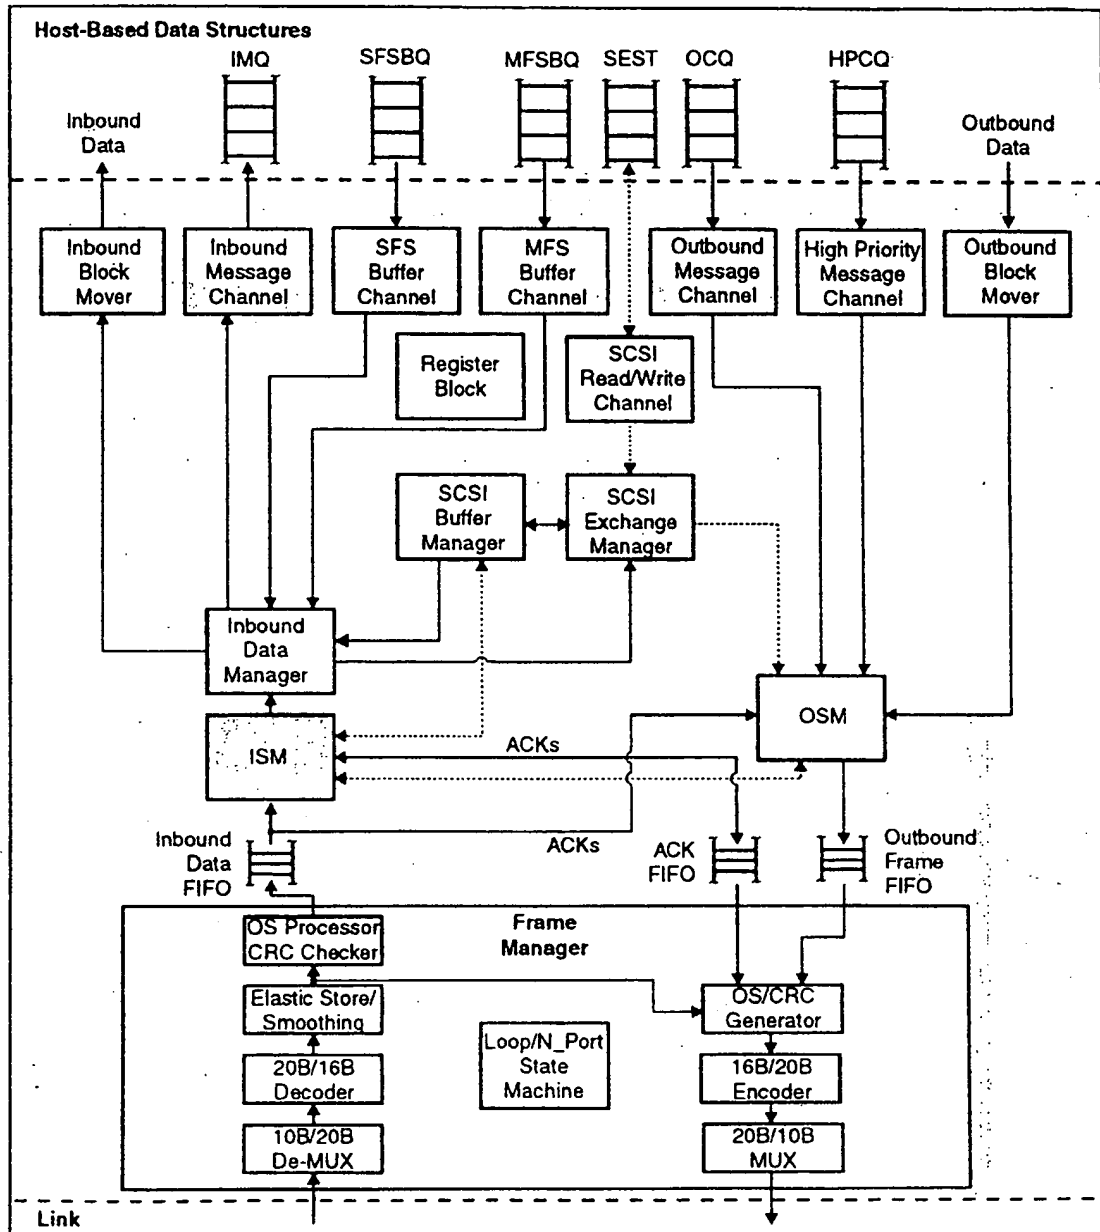 Host-Based Data Structures
IMQ
SFSBQ
MFSBQ
SEST
OCQ
HPCQ
Inbound
Data
Outbound
Data
Inbound
Block
Mover
Inbound
Message
Channel
SFS
Buffer
Channel
MFS
Buffer
Channel
Outbound
Message
Channel
High Priority
Message
Channel
Outbound
Block
Mover
Register
Block
SCSI
Read/Write
Channel
SCSI
Buffer
Manager
SCSI
Exchange
Manager
Inbound
Data
Manager
ISM
OSM
ACKs
ACKs
Inbound
Data
FIFO
ACK
FIFO
Outbound
Frame
FIFO
Frame
Manager
OS Processor
CRC Checker
Elastic Store/
Smoothing
20B/16B
Decoder
10B/20B
De-MUX
Loop/N_Port
State
Machine
OS/CRC
Generator
16B/20B
Encoder
20B/10B
MUX
Link